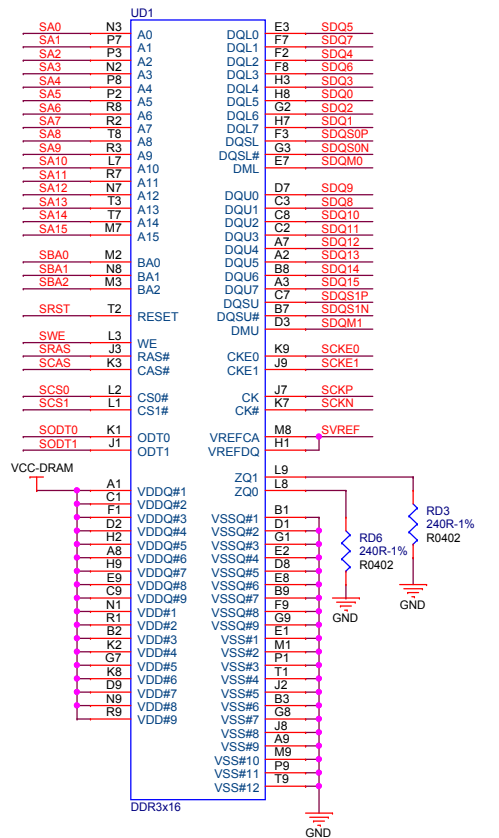 UD1
SA0 N3 A0 DQL0 E3 SDQ5
SA1 P7 A1 DQL1 F7 SDQ7
SA2 P3 A2 DQL2 F2 SDQ4
SA3 N2 A3 DQL3 F8 SDQ6
SA4 P8 A4 DQL4 H3 SDQ3
SA5 P2 A5 DQL5 H8 SDQ0
SA6 R8 A6 DQL6 G2 SDQ2
SA7 R2 A7 DQL7 H7 SDQ1
SA8 T8 A8 DQSL F3 SDQS0P
SA9 R3 A9 DQSL# G3 SDQS0N
SA10 L7 A10 DML E7 SDQM0
SA11 R7 A11
SA12 N7 A12 DQU0 D7 SDQ9
SA13 T3 A13 DQU1 C3 SDQ8
SA14 T7 A14 DQU2 C8 SDQ10
SA15 M7 A15 DQU3 C2 SDQ11
DQU4 A7 SDQ12
SBA0 M2 BA0 DQU5 A2 SDQ13
SBA1 N8 BA1 DQU6 B8 SDQ14
SBA2 M3 BA2 DQU7 A3 SDQ15
DQSU C7 SDQS1P
SRST T2 RESET DQSU# B7 SDQS1N
DMU D3 SDQM1
SWE L3 WE
SRAS J3 RAS# CKE0 K9 SCKE0
SCAS K3 CAS# CKE1 J9 SCKE1
SCS0 L2 CS0# CK J7 SCKP
SCS1 L1 CS1# CK# K7 SCKN
SODT0 K1 ODT0 VREFCA M8 SVREF
SODT1 J1 ODT1 VREFDQ H1
VCC-DRAM
ZQ1 L9
ZQ0 L8
A1 VDDQ#1
C1 VDDQ#2
F1 VDDQ#3 VSSQ#1 B1
D2 VDDQ#4 VSSQ#2 D1
H2 VDDQ#5 VSSQ#3 G1
A8 VDDQ#6 VSSQ#4 E2
H9 VDDQ#7 VSSQ#5 D8
E9 VDDQ#8 VSSQ#6 E8
C9 VDDQ#9 VSSQ#7 B9
N1 VDD#1 VSSQ#8 F9
R1 VDD#2 VSSQ#9 G9
B2 VDD#3 VSS#1 E1
K2 VDD#4 VSS#2 M1
G7 VDD#5 VSS#3 P1
K8 VDD#6 VSS#4 T1
D9 VDD#7 VSS#5 J2
N9 VDD#8 VSS#6 B3
R9 VDD#9 VSS#7 G8
VSS#8 J8
VSS#9 A9
VSS#10 M9
VSS#11 P9
VSS#12 T9
DDR3x16
RD3
240R-1%
R0402
GND
RD6
240R-1%
R0402
GND
GND